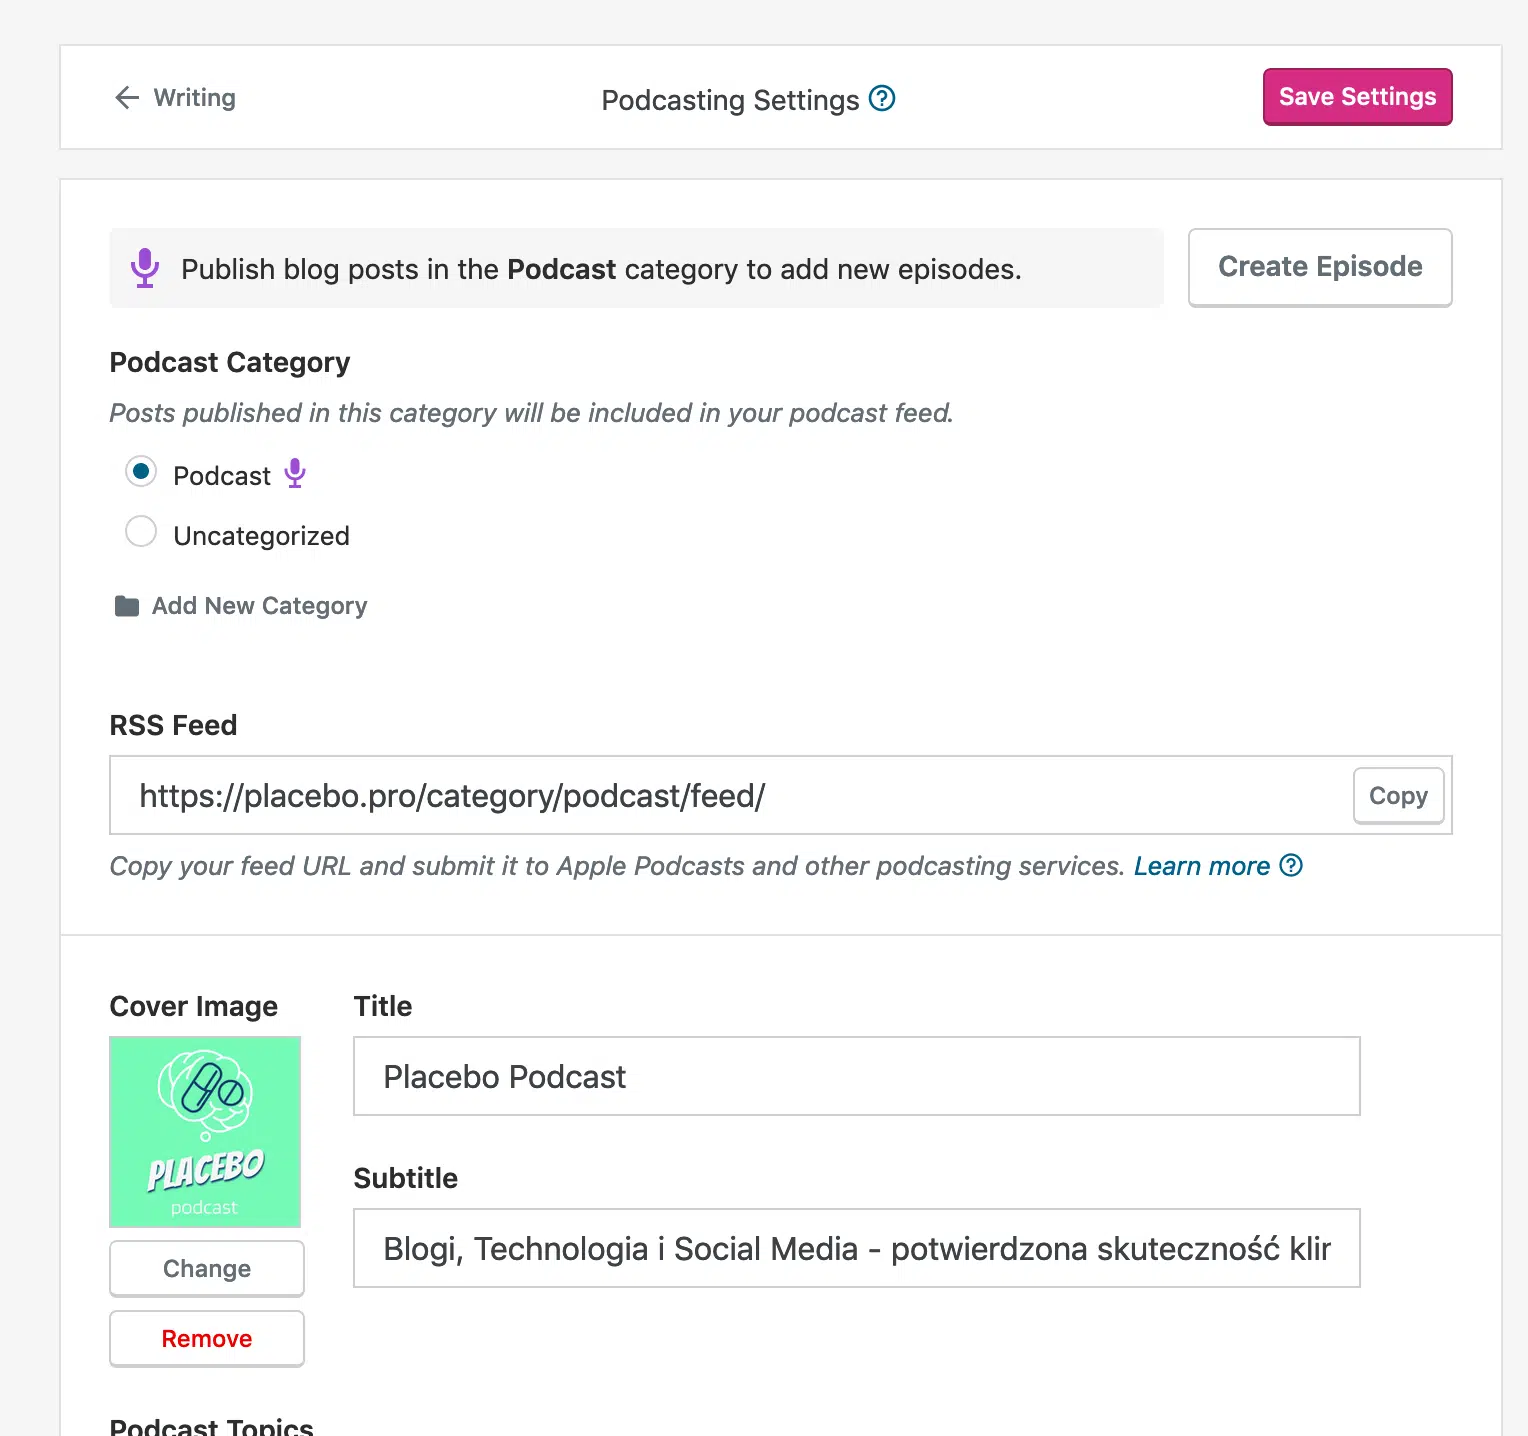 Writing
Podcasting Settings
Save Settings
Publish blog posts in the Podcast category to add new episodes.
Create Episode
Podcast Category
Posts published in this category will be included in your podcast feed.
Podcast
Uncategorized
Add New Category
RSS Feed
https://placebo.pro/category/podcast/feed/
Copy
Copy your feed URL and submit it to Apple Podcasts and other podcasting services. Learn more
Cover Image
PLACEBO
podcast
Change
Remove
Title
Placebo Podcast
Subtitle
Blogi, Technologia i Social Media - potwierdzona skuteczność klir
Podcast Topics